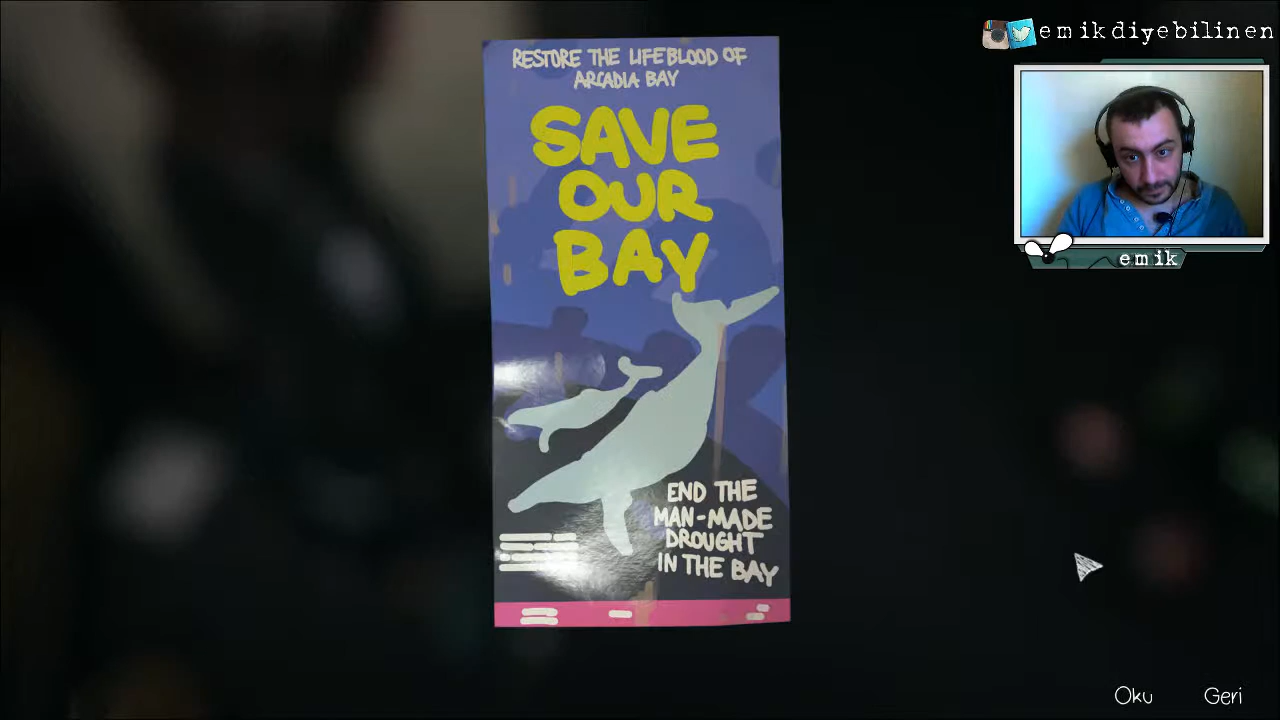 RESTORE THE LIFEBLOOD OF
ARCADIA BAY
SAVE
OUR
BAY
END THE
MAN-MADE
DROUGHT
IN THE BAY
emikdiyebilinen
emik
Oku Geri